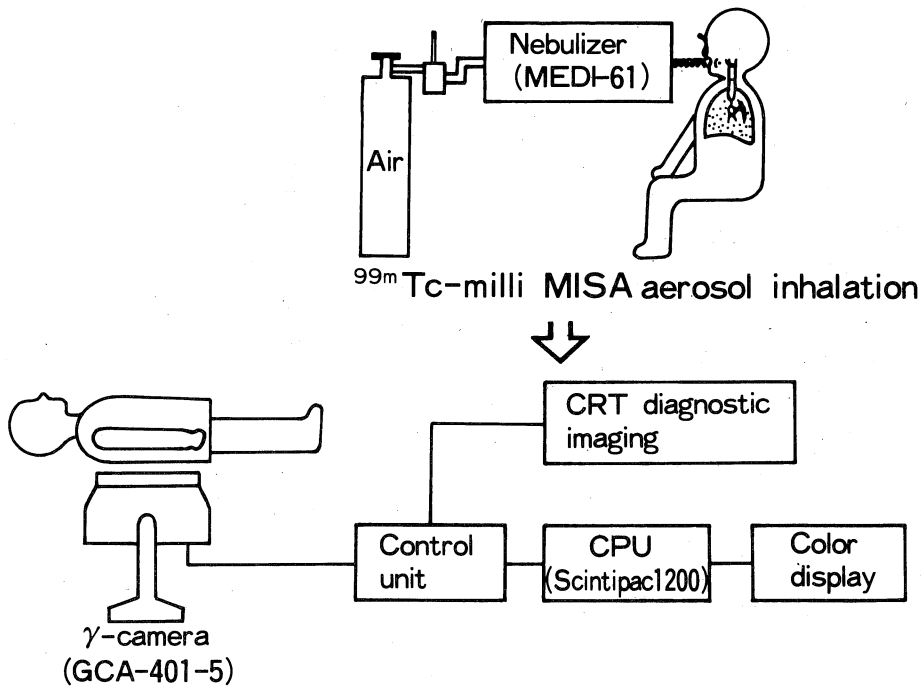 Nebulizer
(MEDI-61)
Air
99m Tc-milli MISA aerosol inhalation
CRT diagnostic
imaging
Control
unit
CPU
(Scintipac1200)
Color
display
γ-camera
(GCA-401-5)